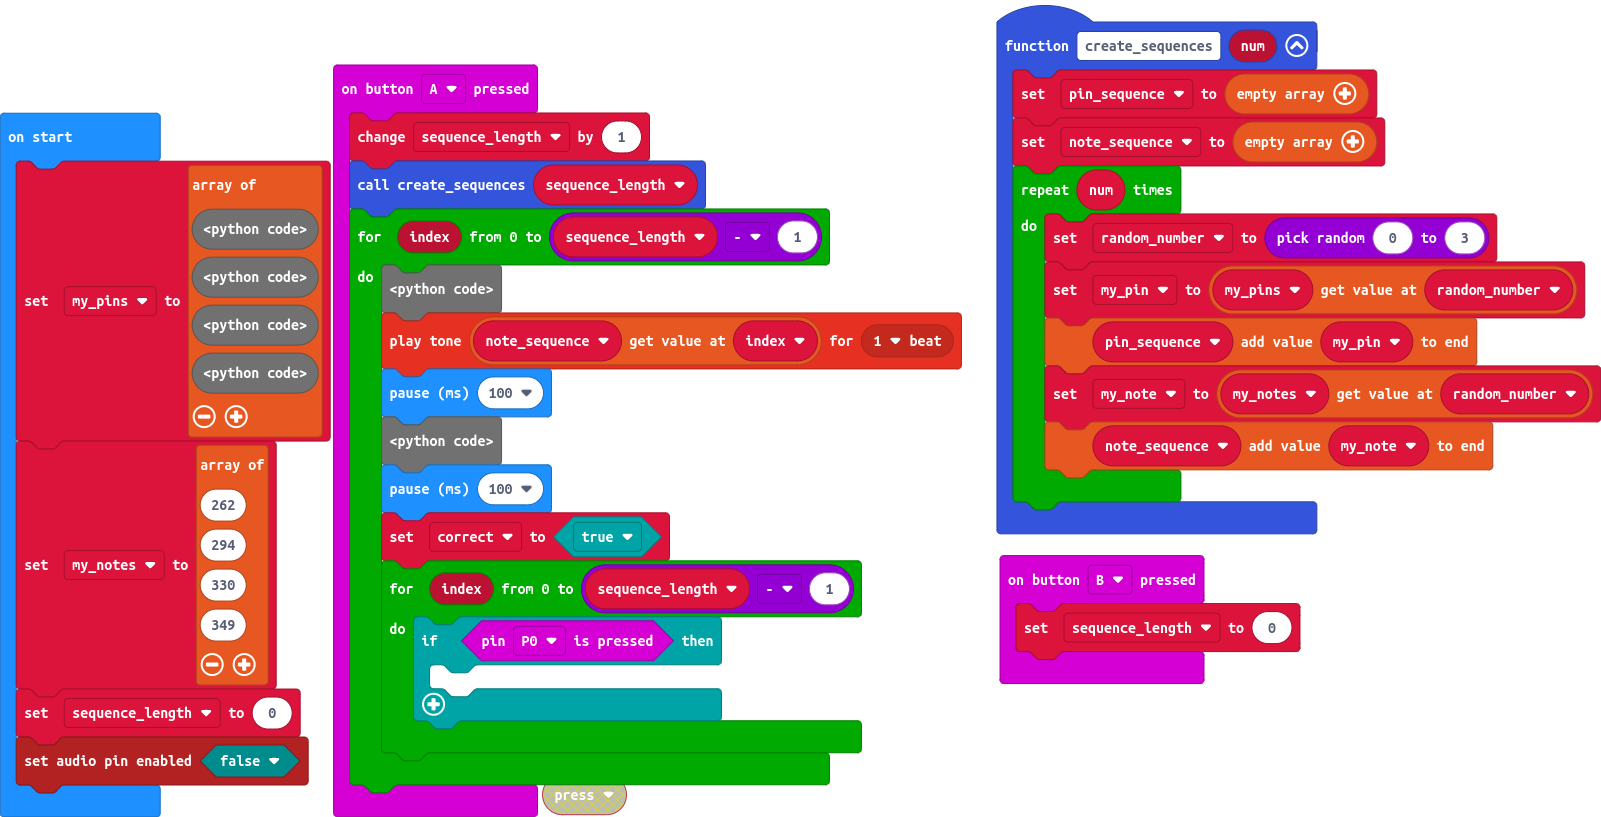 on start
set my_pins to array of
<python code>
<python code>
<python code>
<python code>
set my_notes to array of
262
294
330
349
set sequence_length to 0
set audio pin enabled false
on button A pressed
change sequence_length by 1
call create_sequences sequence_length
for index from 0 to sequence_length - 1
do
<python code>
play tone note_sequence get value at index for 1 beat
pause (ms) 100
<python code>
pause (ms) 100
set correct to true
for index from 0 to sequence_length - 1
do
if pin P0 is pressed then
press
function create_sequences num
set pin_sequence to empty array
set note_sequence to empty array
repeat num times
do
set random_number to pick random 0 to 3
set my_pin to my_pins get value at random_number
pin_sequence add value my_pin to end
set my_note to my_notes get value at random_number
note_sequence add value my_note to end
on button B pressed
set sequence_length to 0